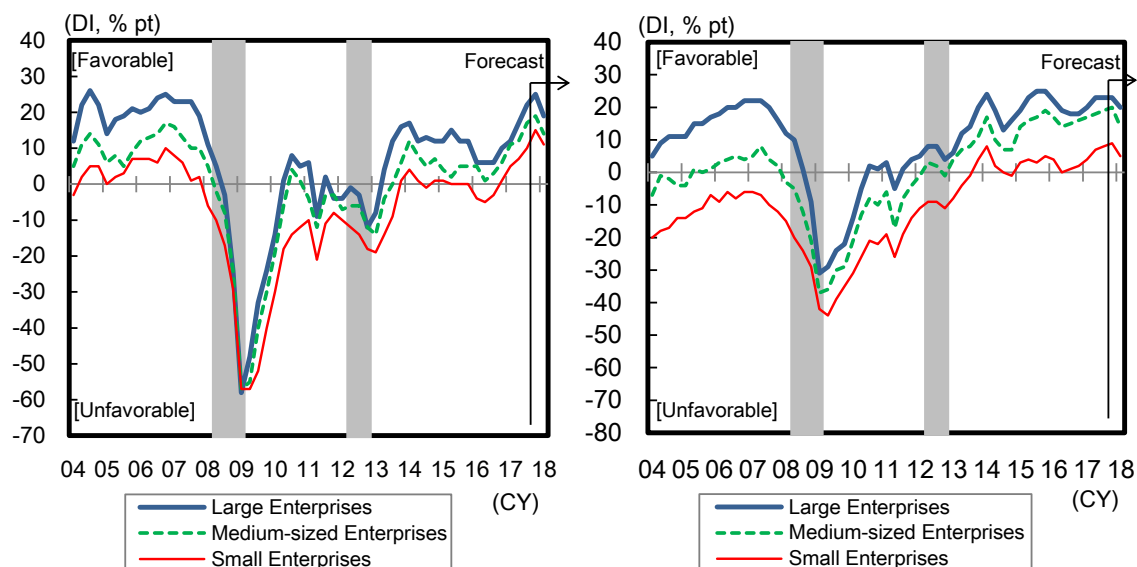 (DI, % pt)
40
30
20
10
0
-10
-20
-30
-40
-50
-60
-70
[Favorable]
Forecast
[Unfavorable]
04 05 06 07 08 09 10 11 12 13 14 15 16 17 18
(CY)
Large Enterprises
Medium-sized Enterprises
Small Enterprises
(DI, % pt)
40
30
20
10
0
-10
-20
-30
-40
-50
-60
-70
-80
[Favorable]
Forecast
[Unfavorable]
04 05 06 07 08 09 10 11 12 13 14 15 16 17 18
(CY)
Large Enterprises
Medium-sized Enterprises
Small Enterprises